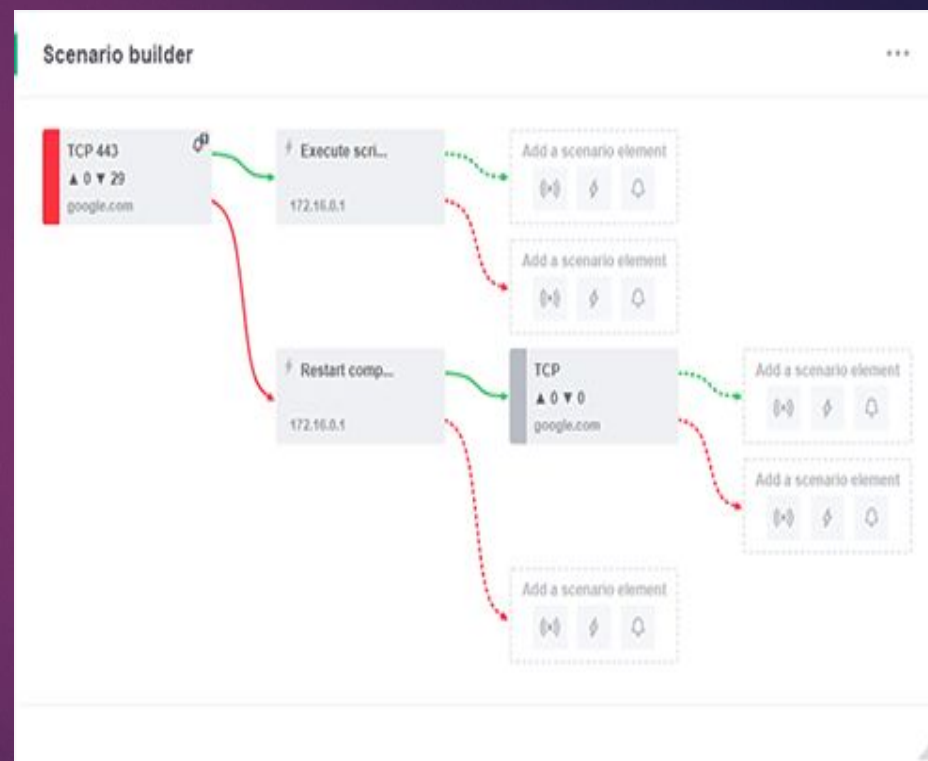 Scenario builder
TCP 443
▲ 0 ▼ 29
google.com
Execute scri...
172.16.0.1
Add a scenario element
Add a scenario element
Restart comp...
172.16.0.1
TCP
▲ 0 ▼ 0
google.com
Add a scenario element
Add a scenario element
Add a scenario element